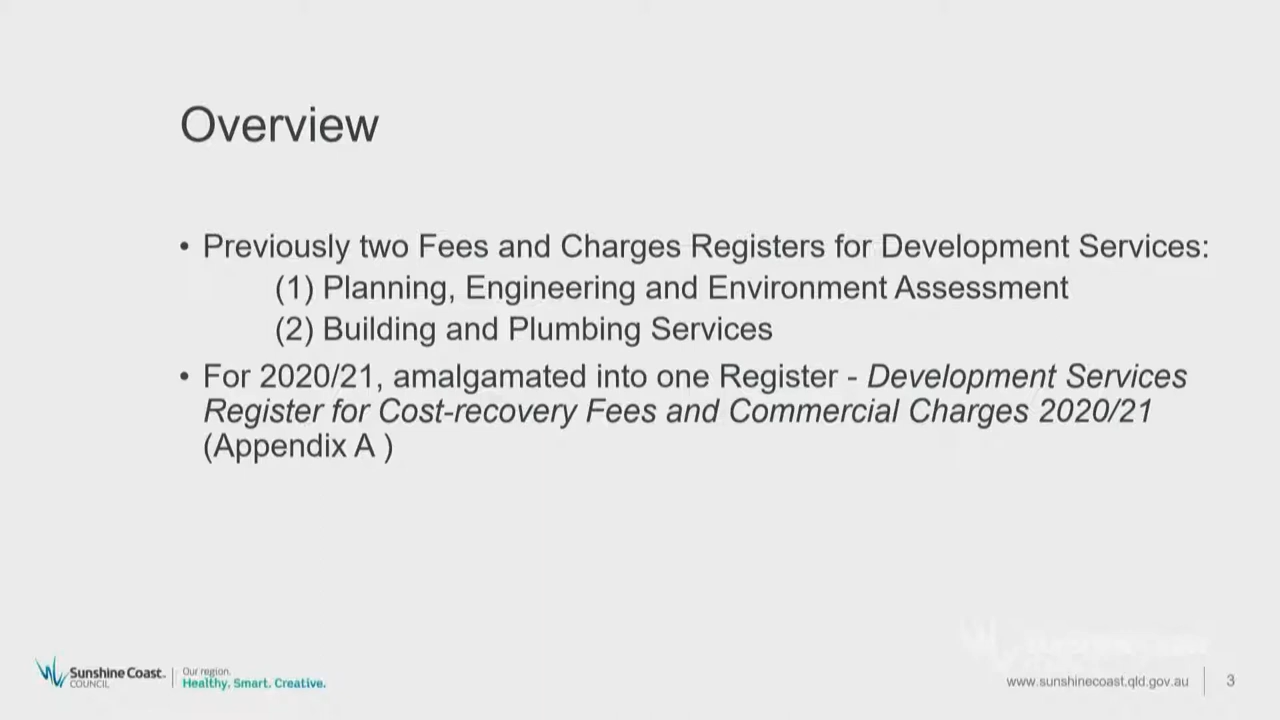 Overview
• Previously two Fees and Charges Registers for Development Services:
(1) Planning, Engineering and Environment Assessment
(2) Building and Plumbing Services
• For 2020/21, amalgamated into one Register - Development Services
Register for Cost-recovery Fees and Commercial Charges 2020/21
(Appendix A )
Sunshine Coast.
COUNCIL
Our region.
Healthy. Smart. Creative.
www.sunshinecoast.qld.gov.au
3